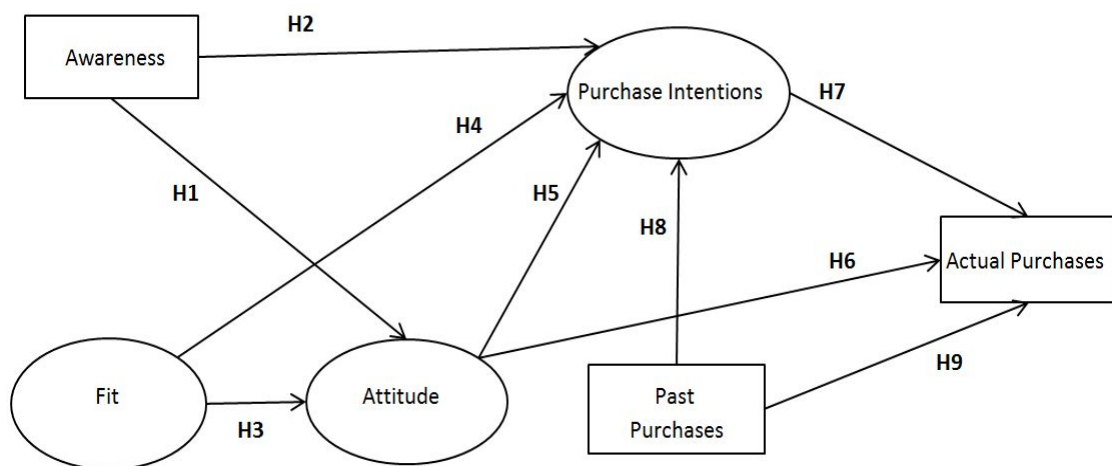 H2
Awareness
Purchase Intentions
H7
H4
H1
H5
H8
H6
Actual Purchases
Fit
Attitude
Past
Purchases
H9
H3